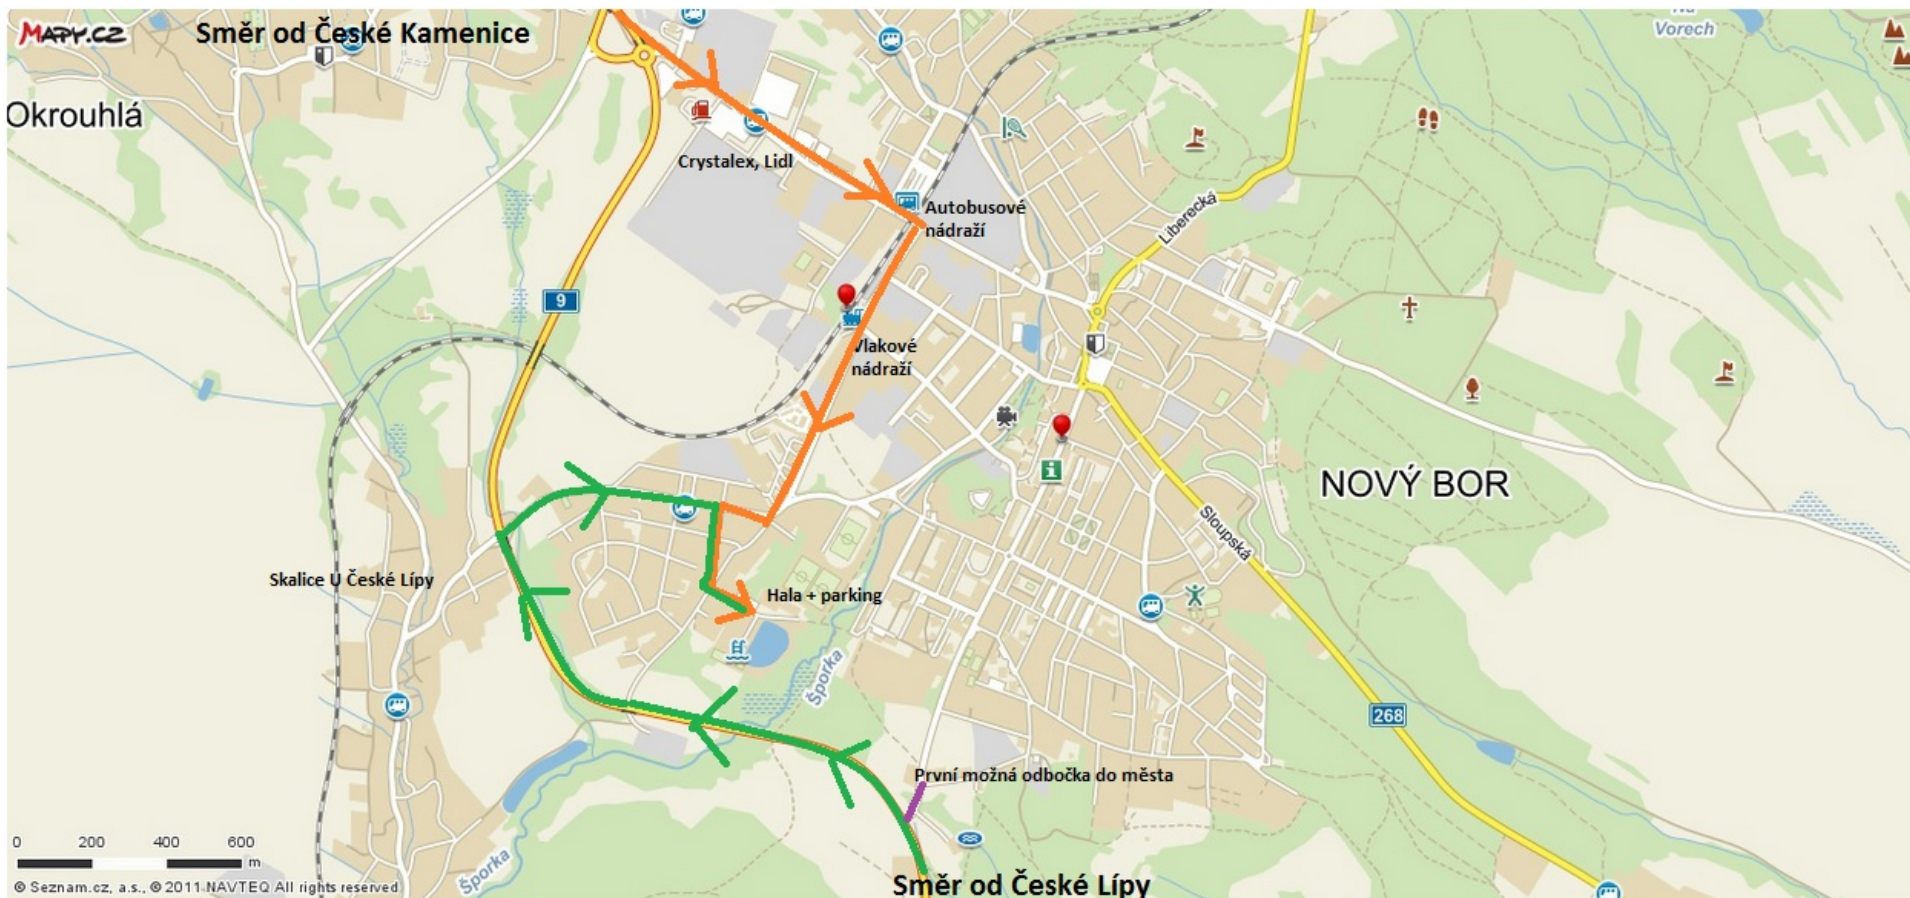 MAPY.CZ
Směr od České Kamenice
Na
Vorech
Okrouhlá
Crystalex, Lidl
Autobusové
nádraží
Liberecká
9
Vlakové
nádraží
NOVÝ BOR
Sloupská
Skalice U České Lípy
Hala + parking
Šporka
268
První možná odbočka do města
0 200 400 600
m
Šporka
Směr od České Lípy
© Seznam.cz, a.s., © 2011 NAVTEQ All rights reserved